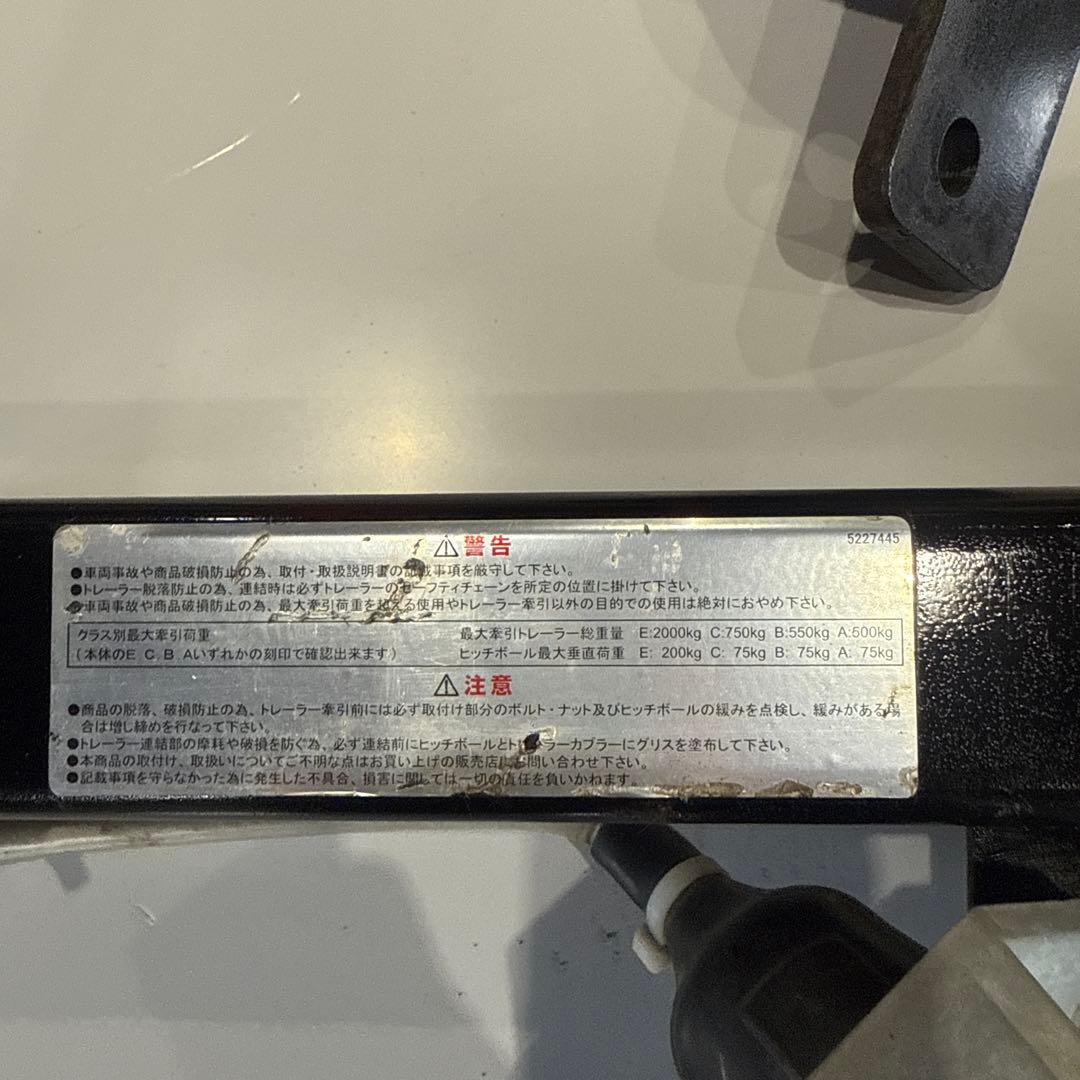 ⚠警告 5227445
●車両事故や商品破損防止の為、取付・取扱説明書の記載事項を厳守して下さい。
●トレーラー脱落防止の為、連結時は必ずトレーラーのセーフティチェーンを所定の位置に掛けて下さい。
●車両事故や商品破損防止の為、最大牽引荷重を超える使用やトレーラー牽引以外の目的での使用は絶対におやめ下さい。
クラス別最大牽引荷重 最大牽引トレーラー総重量 E:2000kg C:750kg B:550kg A:500kg
(本体のE C, B Aいずれかの刻印で確認出来ます) ヒッチボール最大垂直荷重 E: 200kg C: 75kg B: 75kg A: 75kg
⚠注意
●商品の脱落、破損防止の為、トレーラー牽引前には必ず取付け部分のボルト・ナット及びヒッチボールの緩みを点検し、緩みがある場
合は増し締めを行なって下さい。
●トレーラー連結部の摩耗や破損を防ぐ為、必ず連結前にヒッチボールとトレーラーカプラーにグリスを塗布して下さい。
●本商品の取付け、取扱いについてご不明な点はお買い上げの販売店にお問い合わせ下さい。
●記載事項を守らなかった為に発生した不具合、損害に関しては一切の責任を負いかねます。